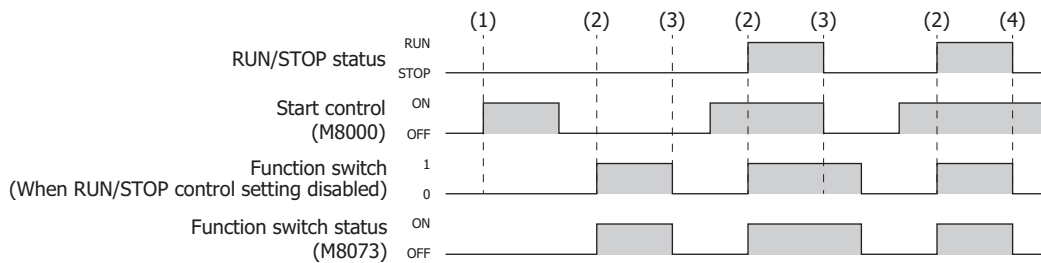 (1) (2) (3) (2) (3) (2) (4)
RUN/STOP status
RUN
STOP
Start control
(M8000)
ON
OFF
Function switch
(When RUN/STOP control setting disabled)
1
0
Function switch status
(M8073)
ON
OFF